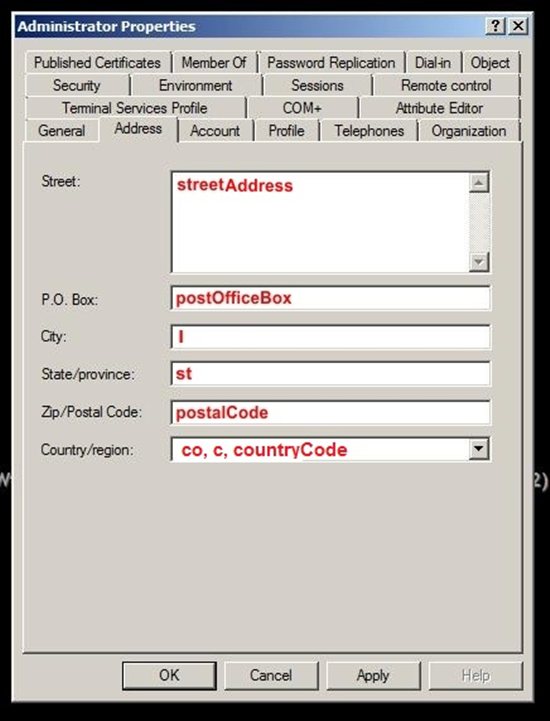 Administrator Properties
Published Certificates Member Of Password Replication Dial-in Object
Security Environment Sessions Remote control
Terminal Services Profile COM+ Attribute Editor
General Address Account Profile Telephones Organization
Street: streetAddress
P.O. Box: postOfficeBox
City: l
State/province: st
Zip/Postal Code: postalCode
Country/region: co, c, countryCode
2)
OK Cancel Apply Help